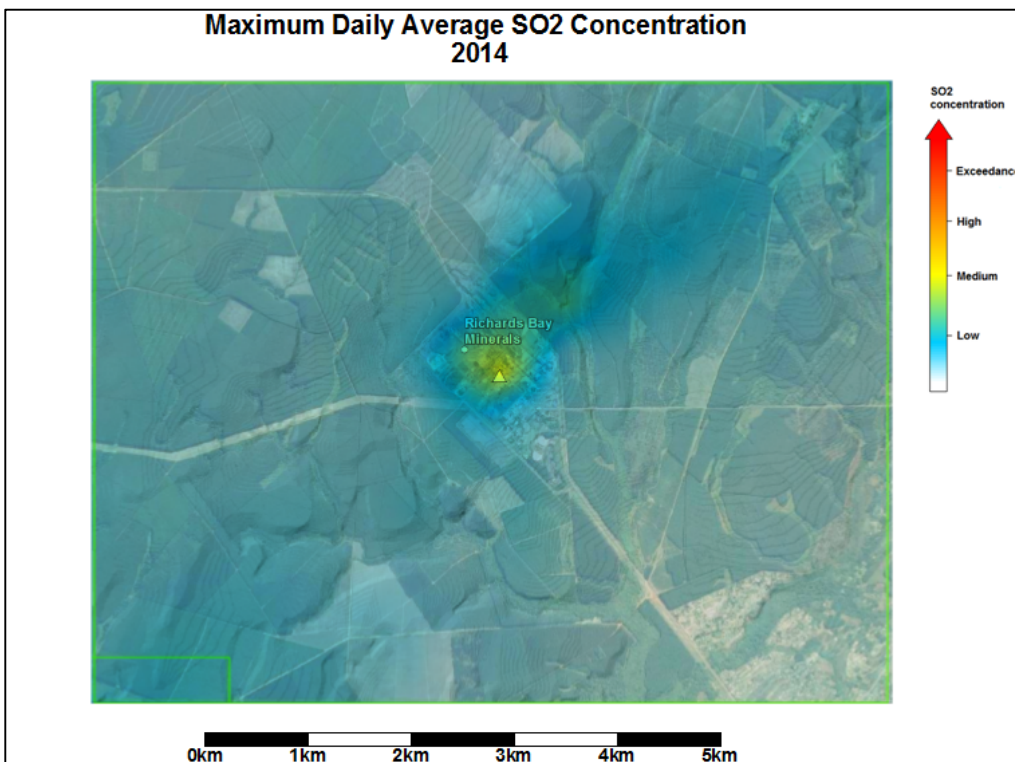 Maximum Daily Average SO2 Concentration
2014
SO2
concentration
Exceedance
High
Medium
Low
Richards Bay
Minerals
0km 1km 2km 3km 4km 5km